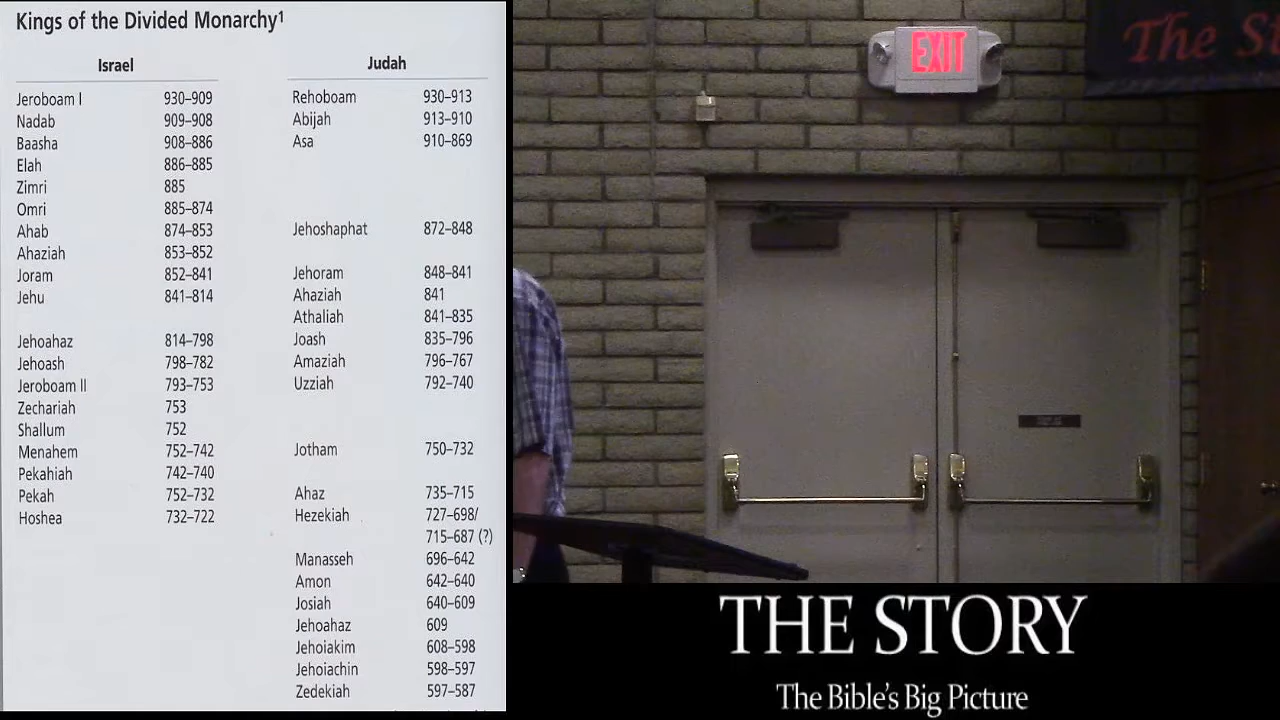 Kings of the Divided Monarchy¹
Israel
Jeroboam I 930–909
Nadab 909–908
Baasha 908–886
Elah 886–885
Zimri 885
Omri 885–874
Ahab 874–853
Ahaziah 853–852
Joram 852–841
Jehu 841–814
Jehoahaz 814–798
Jehoash 798–782
Jeroboam II 793–753
Zechariah 753
Shallum 752
Menahem 752–742
Pekahiah 742–740
Pekah 752–732
Hoshea 732–722
Judah
Rehoboam 930–913
Abijah 913–910
Asa 910–869
Jehoshaphat 872–848
Jehoram 848–841
Ahaziah 841
Athaliah 841–835
Joash 835–796
Amaziah 796–767
Uzziah 792–740
Jotham 750–732
Ahaz 735–715
Hezekiah 727–698/
715–687 (?)
Manasseh 696–642
Amon 642–640
Josiah 640–609
Jehoahaz 609
Jehoiakim 608–598
Jehoiachin 598–597
Zedekiah 597–587
EXIT
The St
THE STORY
The Bible's Big Picture